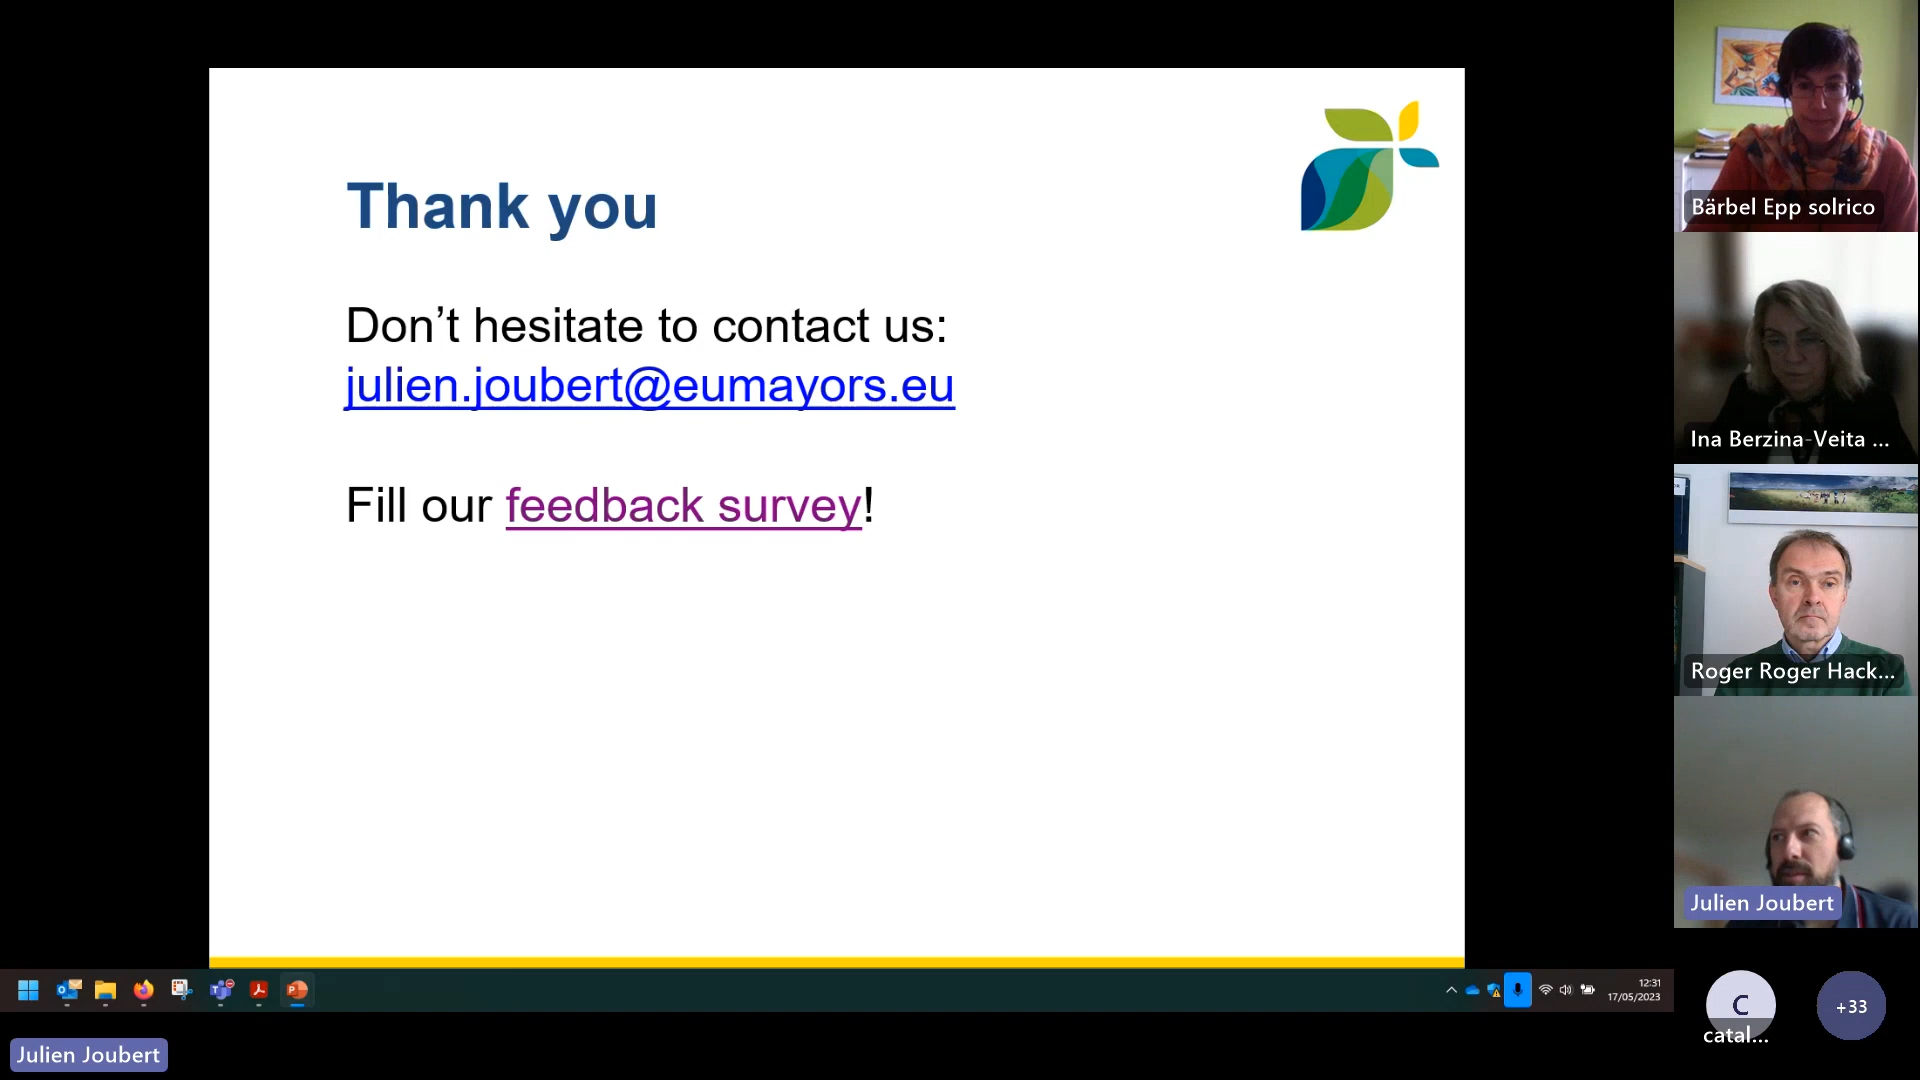 Thank you
Don’t hesitate to contact us:
julien.joubert@eumayors.eu
Fill our feedback survey!
Bärbel Epp solrico
Ina Berzina-Veita ...
Roger Roger Hack...
Julien Joubert
C
catal...
+33
12:31
17/05/2023
Julien Joubert